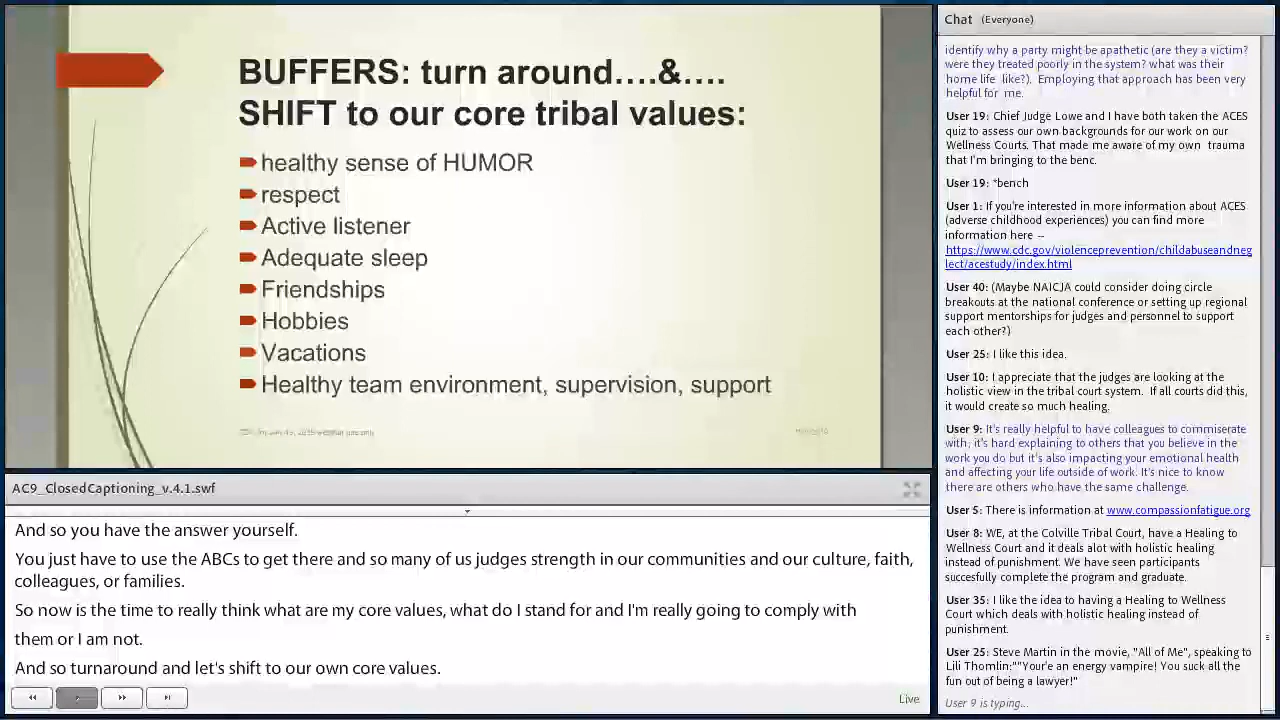 BUFFERS: turn around….&….
SHIFT to our core tribal values:
healthy sense of HUMOR
respect
Active listener
Adequate sleep
Friendships
Hobbies
Vacations
Healthy team environment, supervision, support
AC9_ClosedCaptioning_v.4.1.swf
And so you have the answer yourself.
You just have to use the ABCs to get there and so many of us judges strength in our communities and our culture, faith,
colleagues, or families.
So now is the time to really think what are my core values, what do I stand for and I'm really going to comply with
them or I am not.
And so turnaround and let's shift to our own core values.
Live
Chat (Everyone)
identify why a party might be apathetic (are they a victim?
were they treated poorly in the system? what was their
home life like?). Employing that approach has been very
helpful for me.
User 19: Chief Judge Lowe and I have both taken the ACES
quiz to assess our own backgrounds for our work on our
Wellness Courts. That made me aware of my own trauma
that I'm bringing to the benc.
User 19: *bench
User 1: If you're interested in more information about ACES
(adverse childhood experiences) you can find more
information here --
https://www.cdc.gov/violenceprevention/childabuseandneg
lect/acestudy/index.html
User 40: (Maybe NAICJA could consider doing circle
breakouts at the national conference or setting up regional
support mentorships for judges and personnel to support
each other?)
User 25: I like this idea.
User 10: I appreciate that the judges are looking at the
holistic view in the tribal court system. If all courts did this,
it would create so much healing.
User 9: It's really helpful to have colleagues to commiserate
with; it's hard explaining to others that you believe in the
work you do but it's also impacting your emotional health
and affecting your life outside of work. It's nice to know
there are others who have the same challenge.
User 5: There is information at www.compassionfatigue.org
User 8: WE, at the Colville Tribal Court, have a Healing to
Wellness Court and it deals alot with holistic healing
instead of punishment. We have seen participants
succesfully complete the program and graduate.
User 35: I like the idea to having a Healing to Wellness
Court which deals with holistic healing instead of
punishment.
User 25: Steve Martin in the movie, "All of Me", speaking to
Lili Thomlin:""Your'e an energy vampire! You suck all the
fun out of being a lawyer!"
User 9 is typing...